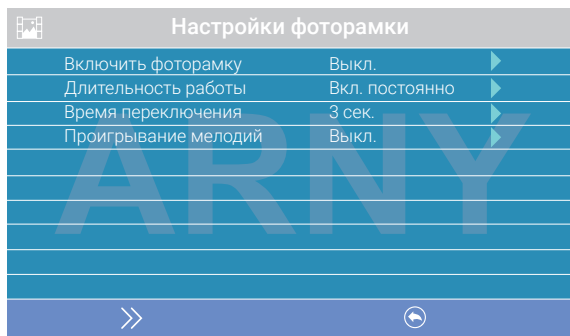 Настройки фоторамки
Включить фоторамку Выкл.
Длительность работы Вкл. постоянно
Время переключения 3 сек.
Проигрывание мелодий Выкл.
ARNY